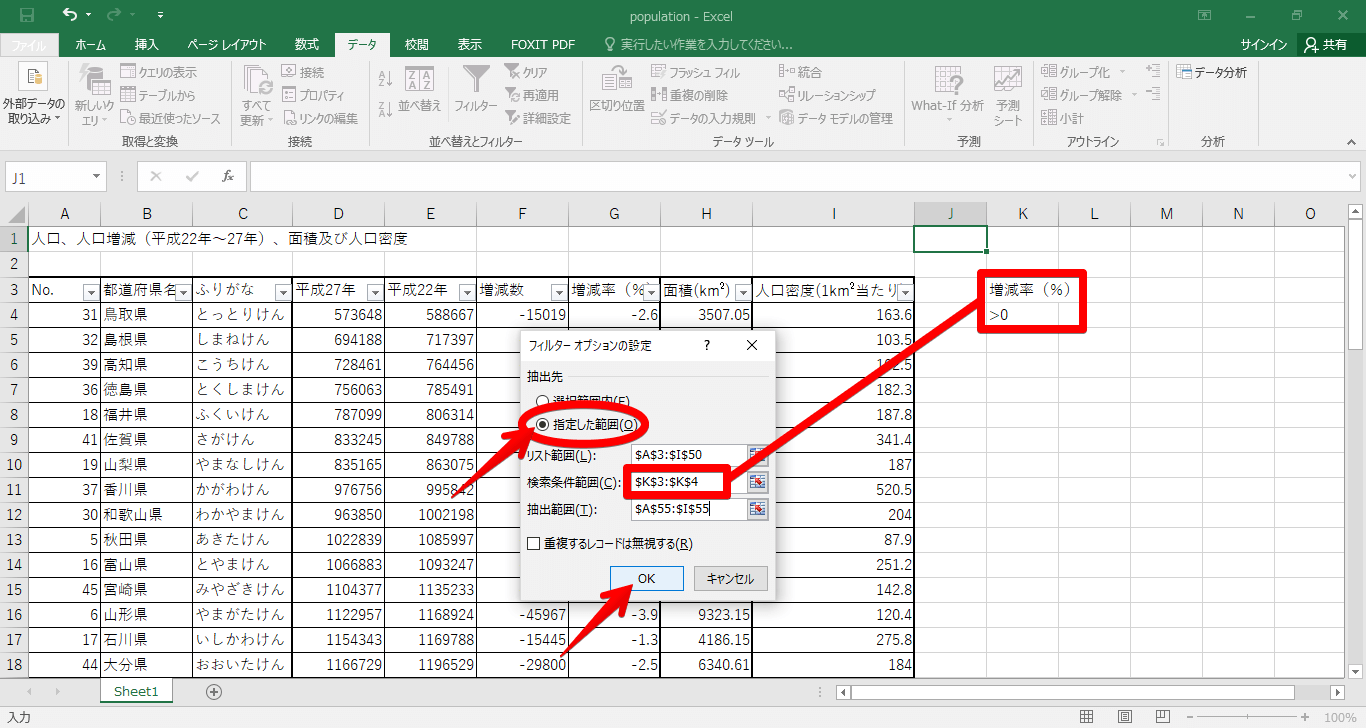 population - Excel
ファイル ホーム 挿入 ページ レイアウト 数式 データ 校閲 表示 FOXIT PDF 実行したい作業を入力してください... サインイン 共有
外部データの取り込み
新しいクエリ
クエリの表示
テーブルから
最近使ったソース
取得と変換
すべて更新
接続
プロパティ
リンクの編集
接続
並べ替え
フィルター
クリア
再適用
詳細設定
並べ替えとフィルター
区切り位置
フラッシュ フィル
重複の削除
データの入力規則
統合
リレーションシップ
データ モデルの管理
データ ツール
What-If 分析
予測シート
予測
グループ化
グループ解除
小計
アウトライン
データ分析
分析
J1
fx
A B C D E F G H I J K L M N O
1 人口、人口増減（平成22年～27年）、面積及び人口密度
2
3 No. 都道府県名 ふりがな 平成27年 平成22年 増減数 増減率（%） 面積(km²) 人口密度(1km²当たり 増減率（%）
4 31 鳥取県 とっとりけん 573648 588667 -15019 -2.6 3507.05 163.6 >0
5 32 島根県 しまねけん 694188 717397 103.5
6 39 高知県 こうちけん 728461 764456
7 36 徳島県 とくしまけん 756063 785491 182.3
8 18 福井県 ふくいけん 787099 806314 187.8
9 41 佐賀県 さがけん 833245 849788 341.4
10 19 山梨県 やまなしけん 835165 863075 187
11 37 香川県 かがわけん 976756 995842 520.5
12 30 和歌山県 わかやまけん 963850 1002198 204
13 5 秋田県 あきたけん 1022839 1085997 87.9
14 16 富山県 とやまけん 1066883 1093247 251.2
15 45 宮崎県 みやざきけん 1104377 1135233 142.8
16 6 山形県 やまがたけん 1122957 1168924 -45967 -3.9 9323.15 120.4
17 17 石川県 いしかわけん 1154343 1169788 -15445 -1.3 4186.15 275.8
18 44 大分県 おおいたけん 1166729 1196529 -29800 -2.5 6340.61 184
フィルター オプションの設定 ?
抽出先
選択範囲内(F)
指定した範囲(O)
リスト範囲(L): $A$3:$I$50
検索条件範囲(C): $K$3:$K$4
抽出範囲(T): $A$55:$I$55
重複するレコードは無視する(R)
OK キャンセル
Sheet1
入力 100%